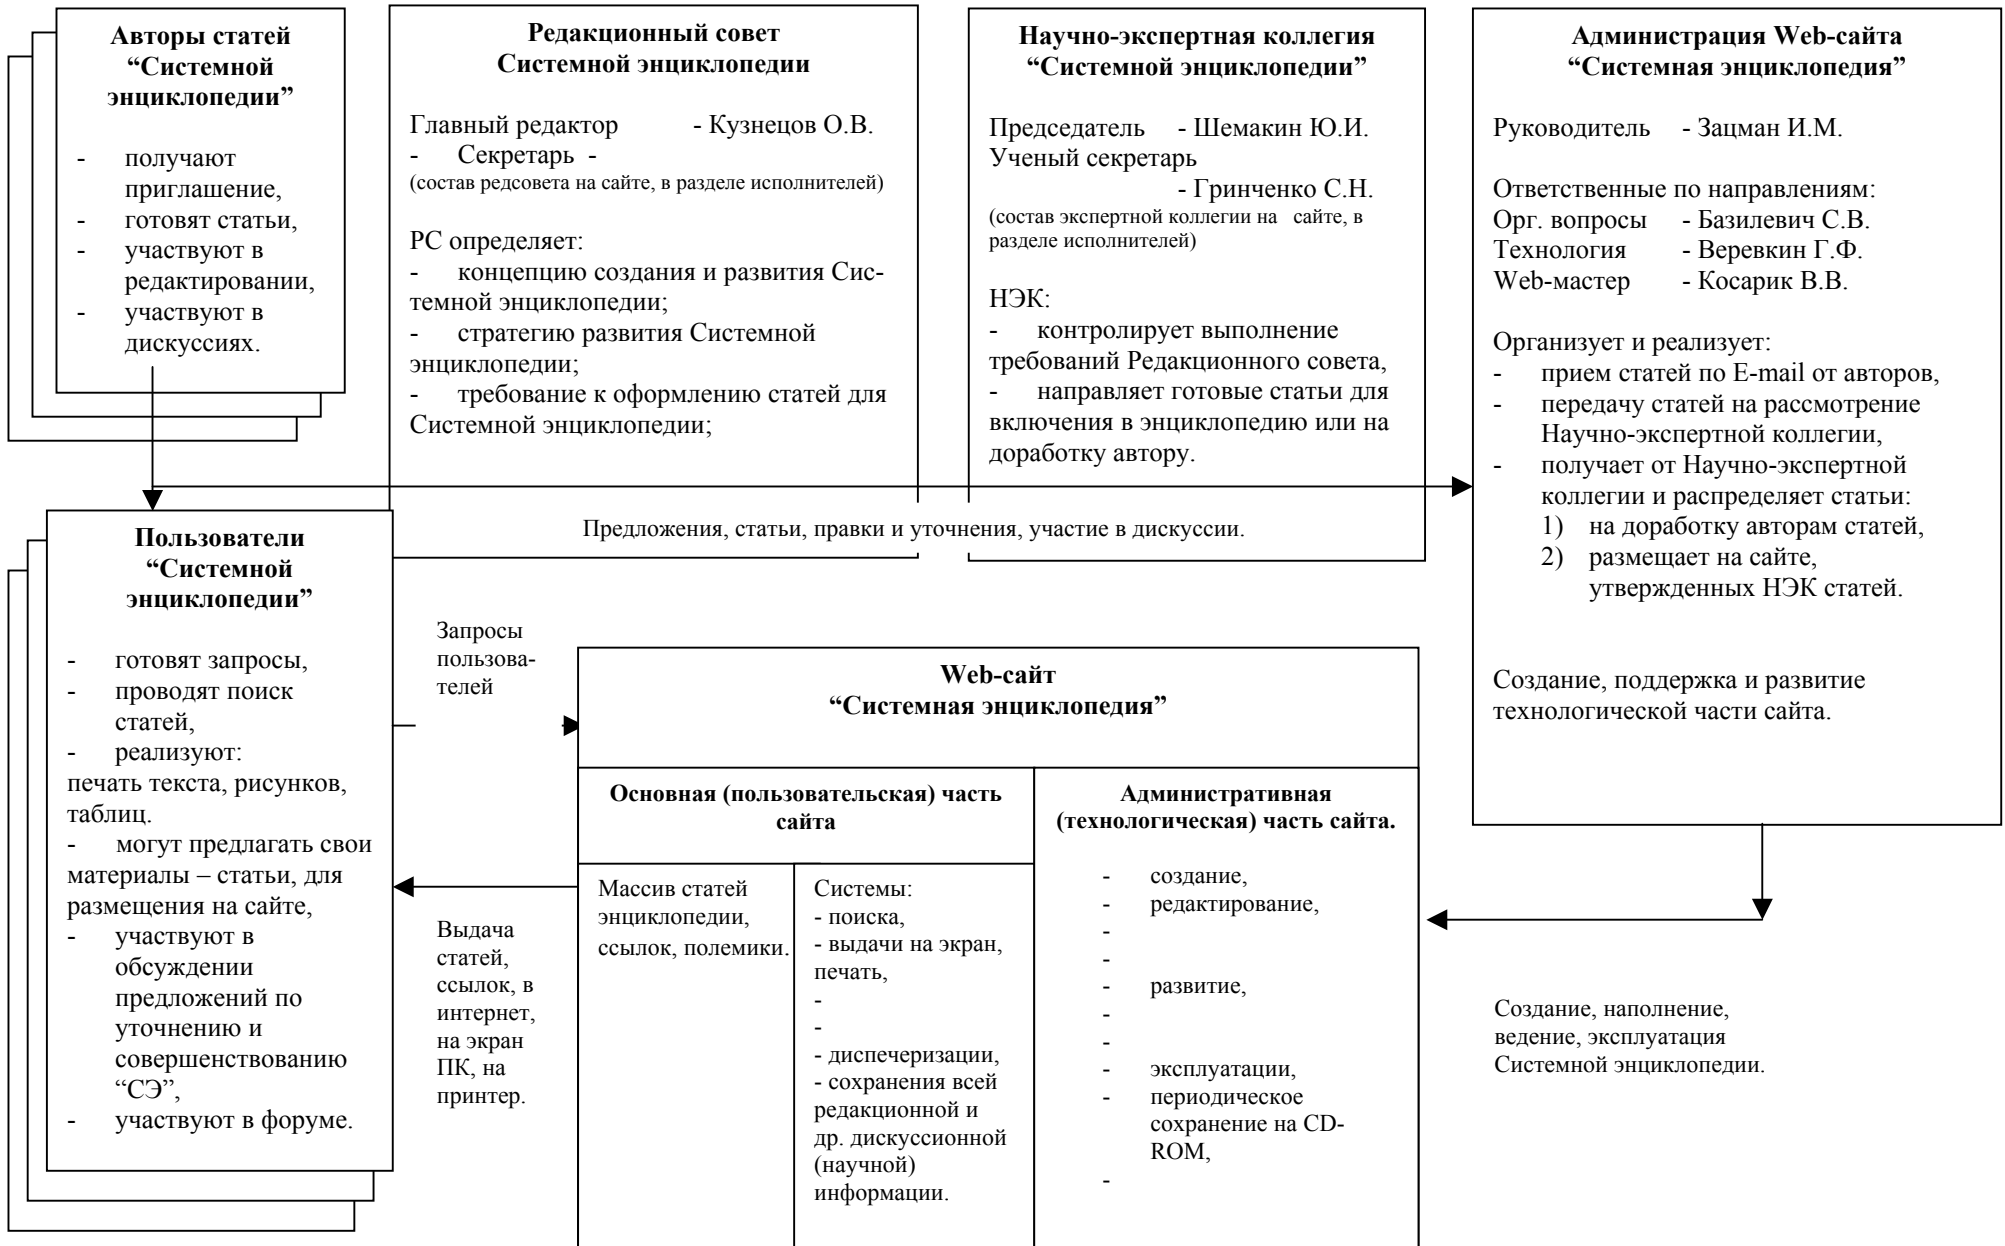 Авторы статей
“Системной
энциклопедии”
- получают
приглашение,
- готовят статьи,
- участвуют в
редактировании,
- участвуют в
дискуссиях.
Редакционный совет
Системной энциклопедии
Главный редактор - Кузнецов О.В.
- Секретарь -
(состав редсовета на сайте, в разделе исполнителей)
РС определяет:
- концепцию создания и развития Сис-
темной энциклопедии;
- стратегию развития Системной
энциклопедии;
- требование к оформлению статей для
Системной энциклопедии;
Научно-экспертная коллегия
“Системной энциклопедии”
Председатель - Шемакин Ю.И.
Ученый секретарь
- Гринченко С.Н.
(состав экспертной коллегии на сайте, в
разделе исполнителей)
НЭК:
- контролирует выполнение
требований Редакционного совета,
- направляет готовые статьи для
включения в энциклопедию или на
доработку автору.
Администрация Web-сайта
“Системная энциклопедия”
Руководитель - Зацман И.М.
Ответственные по направлениям:
Орг. вопросы - Базилевич С.В.
Технология - Веревкин Г.Ф.
Web-мастер - Косарик В.В.
Организует и реализует:
- прием статей по E-mail от авторов,
- передачу статей на рассмотрение
Научно-экспертной коллегии,
- получает от Научно-экспертной
коллегии и распределяет статьи:
1) на доработку авторам статей,
2) размещает на сайте,
утвержденных НЭК статей.
Создание, поддержка и развитие
технологической части сайта.
Предложения, статьи, правки и уточнения, участие в дискуссии.
Пользователи
“Системной
энциклопедии”
- готовят запросы,
- проводят поиск
статей,
- реализуют:
печать текста, рисунков,
таблиц.
- могут предлагать свои
материалы – статьи, для
размещения на сайте,
- участвуют в
обсуждении
предложений по
уточнению и
совершенствованию
“СЭ”,
- участвуют в форуме.
Запросы
пользова-
телей
Выдача
статей,
ссылок, в
интернет,
на экран
ПК, на
принтер.
Web-сайт
“Системная энциклопедия”
Основная (пользовательская) часть
сайта
Массив статей
энциклопедии,
ссылок, полемики.
Системы:
- поиска,
- выдачи на экран,
печать,
-
-
- диспечеризации,
- сохранения всей
редакционной и
др. дискуссионной
(научной)
информации.
Административная
(технологическая) часть сайта.
- создание,
- редактирование,
-
-
- развитие,
-
-
- эксплуатации,
- периодическое
сохранение на CD-
ROM,
-
Создание, наполнение,
ведение, эксплуатация
Системной энциклопедии.